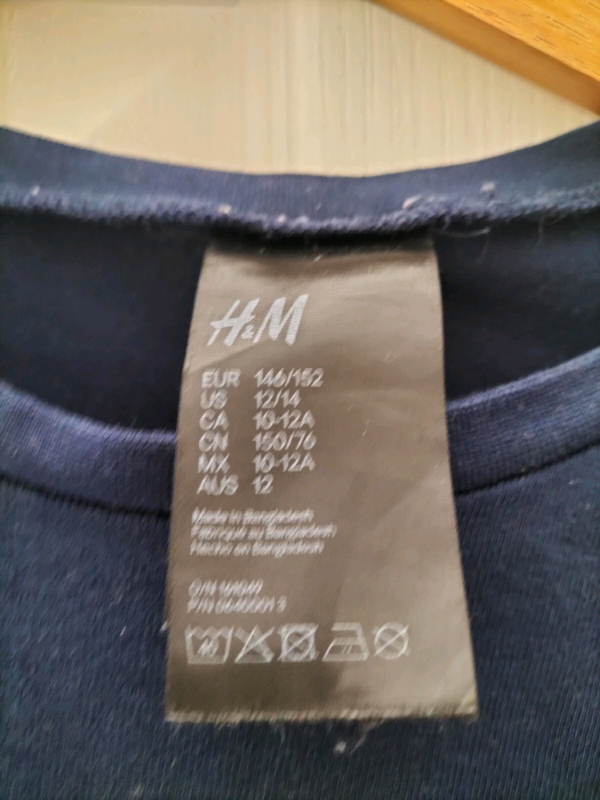 H&M
EUR 146/152
US 12/14
CA 10-12A
CN 150/76
MX 10-12A
AUS 12
Made in Bangladesh
Fabriqué au Bangladesh
Hecho en Bangladesh
40